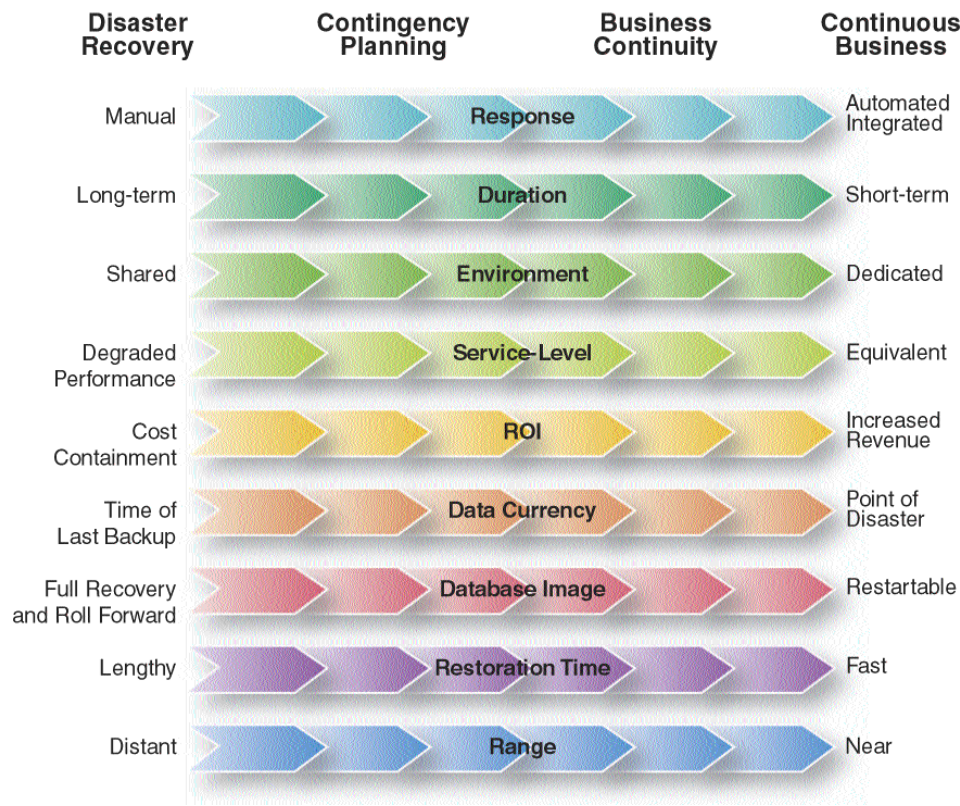 Disaster
Recovery
Contingency
Planning
Business
Continuity
Continuous
Business
Manual
Response
Automated
Integrated
Long-term
Duration
Short-term
Shared
Environment
Dedicated
Degraded
Performance
Service-Level
Equivalent
Cost
Containment
ROI
Increased
Revenue
Time of
Last Backup
Data Currency
Point of
Disaster
Full Recovery
and Roll Forward
Database Image
Restartable
Lengthy
Restoration Time
Fast
Distant
Range
Near